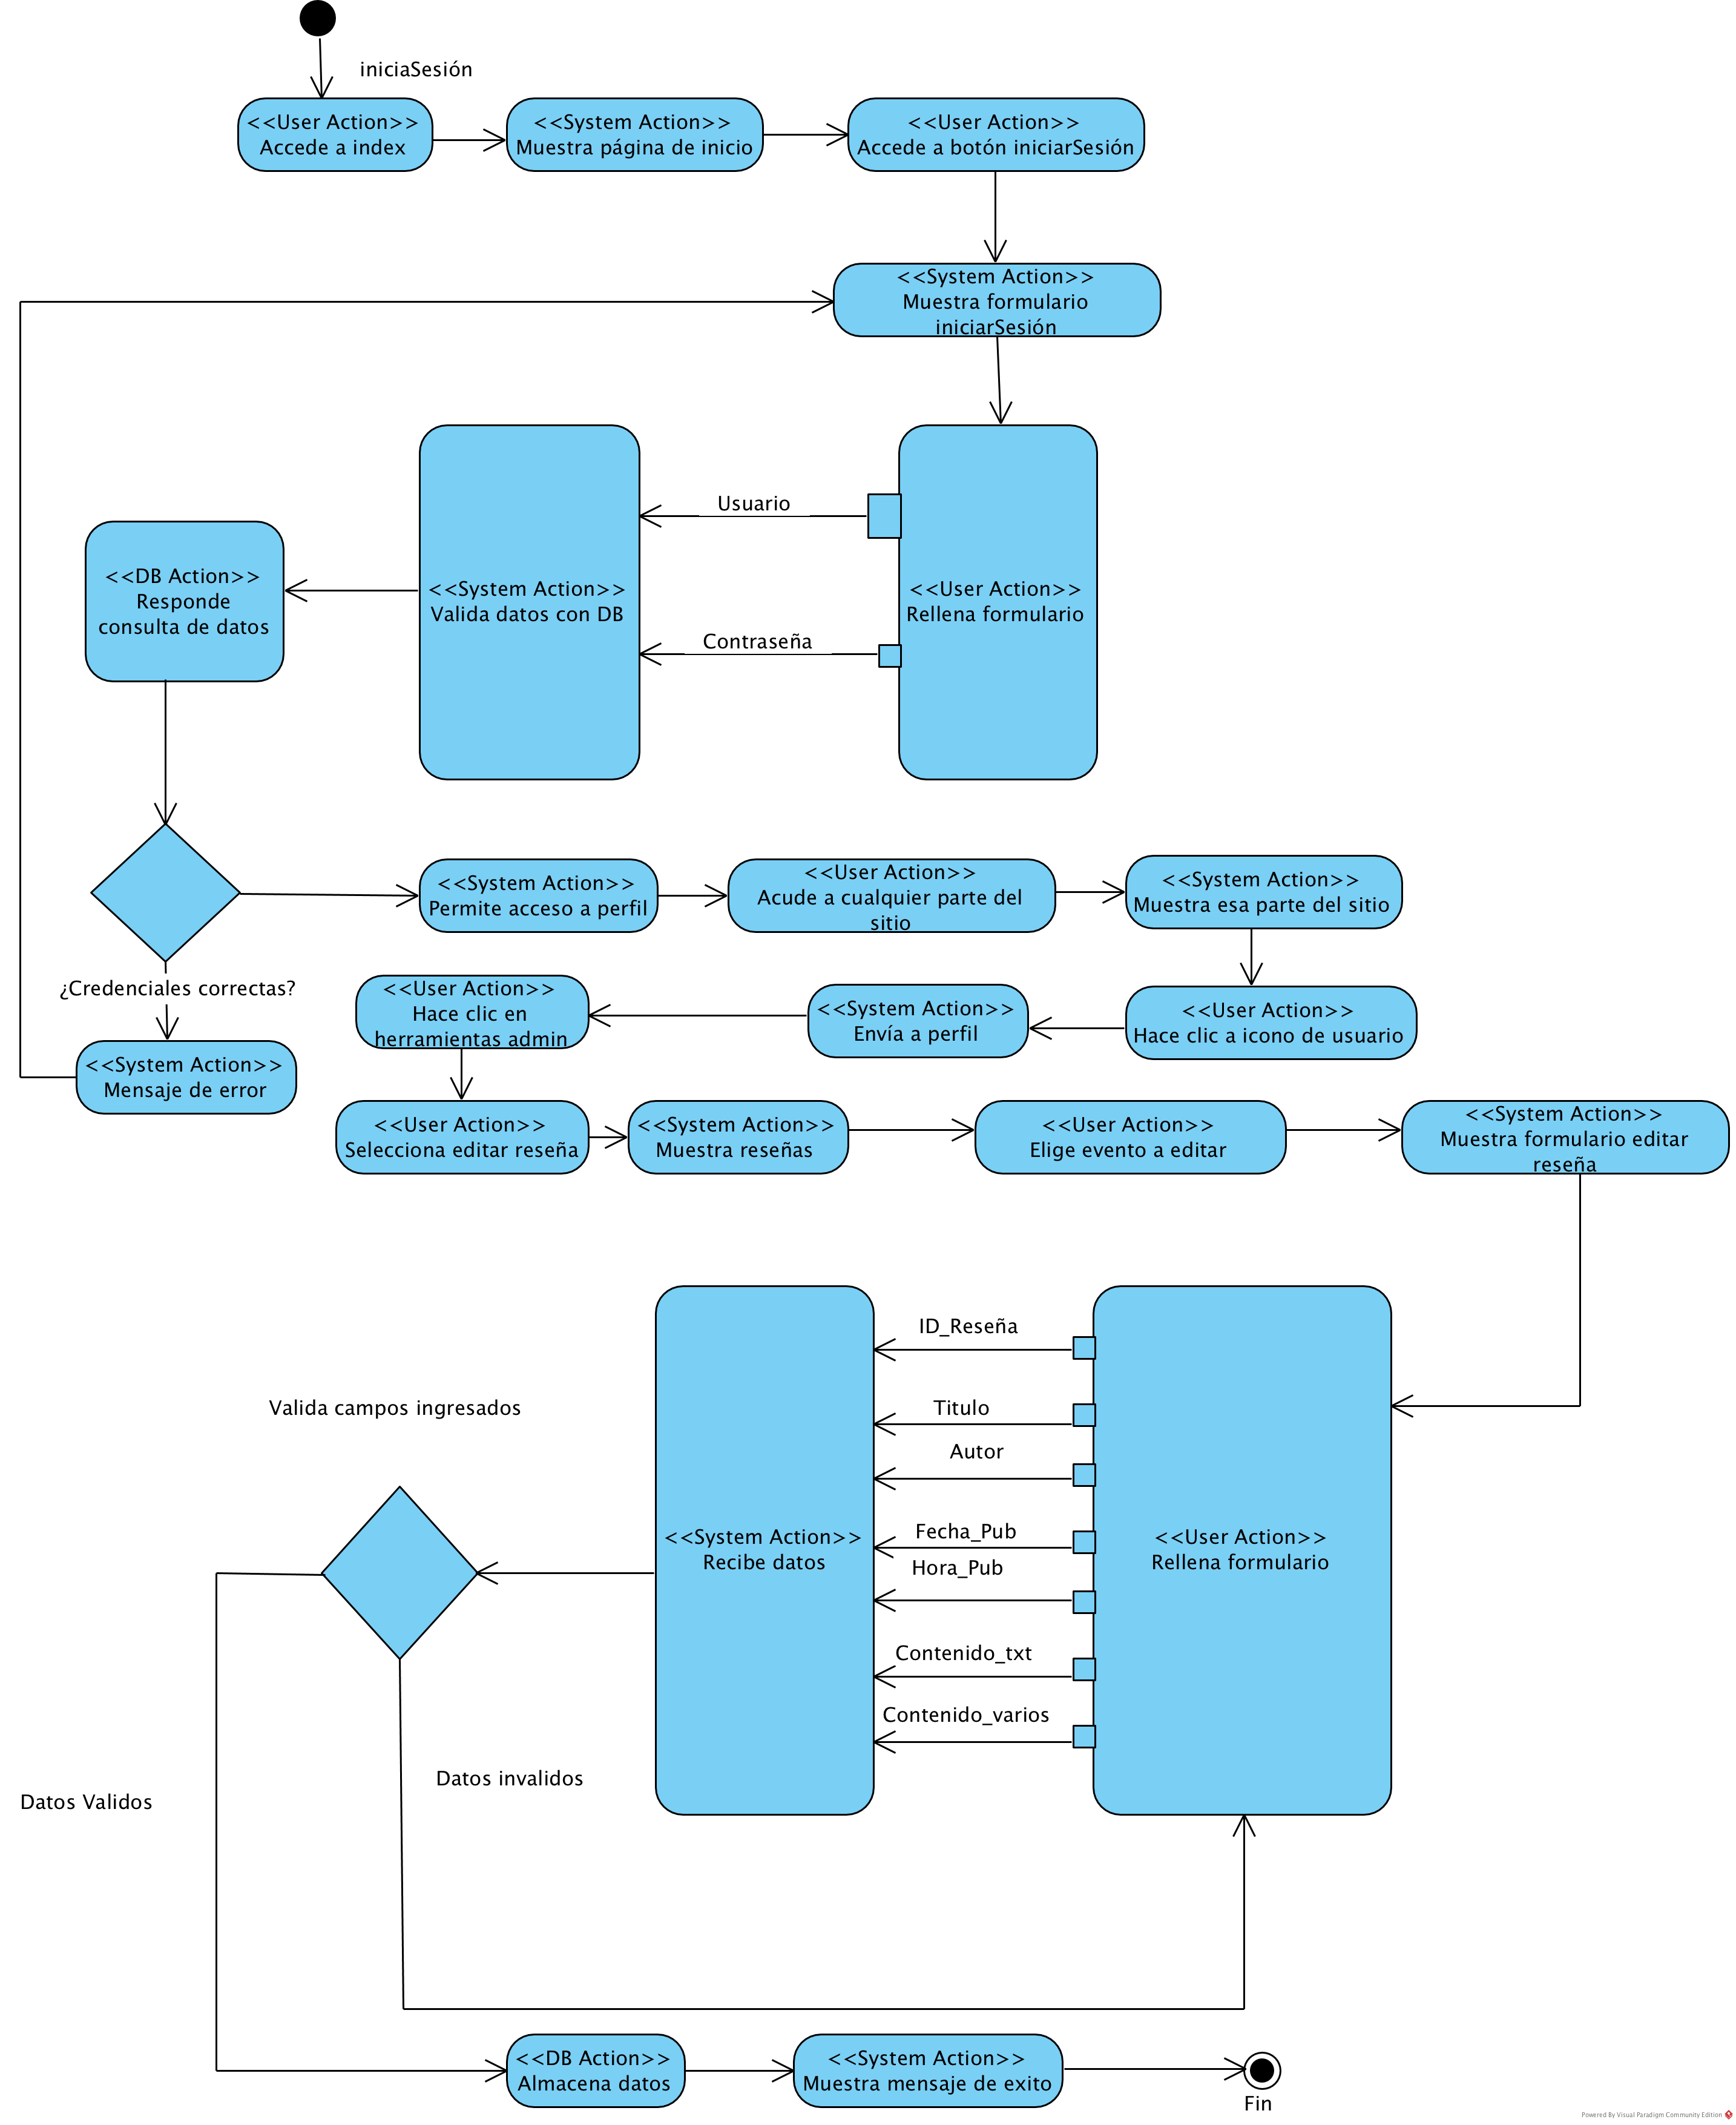 iniciaSesión
<<User Action>>
Accede a index
<<System Action>>
Muestra página de inicio
<<User Action>>
Accede a botón iniciarSesión
<<System Action>>
Muestra formulario
iniciarSesión
Usuario
Contraseña
<<User Action>>
Rellena formulario
<<System Action>>
Valida datos con DB
<<DB Action>>
Responde
consulta de datos
¿Credenciales correctas?
<<System Action>>
Mensaje de error
<<System Action>>
Permite acceso a perfil
<<User Action>>
Acude a cualquier parte del
sitio
<<System Action>>
Muestra esa parte del sitio
<<User Action>>
Hace clic a icono de usuario
<<System Action>>
Envía a perfil
<<User Action>>
Hace clic en
herramientas admin
<<User Action>>
Selecciona editar reseña
<<System Action>>
Muestra reseñas
<<User Action>>
Elige evento a editar
<<System Action>>
Muestra formulario editar
reseña
<<User Action>>
Rellena formulario
ID_Reseña
Titulo
Autor
Fecha_Pub
Hora_Pub
Contenido_txt
Contenido_varios
<<System Action>>
Recibe datos
Valida campos ingresados
Datos invalidos
Datos Validos
<<DB Action>>
Almacena datos
<<System Action>>
Muestra mensaje de exito
Fin
Powered By Visual Paradigm Community Edition